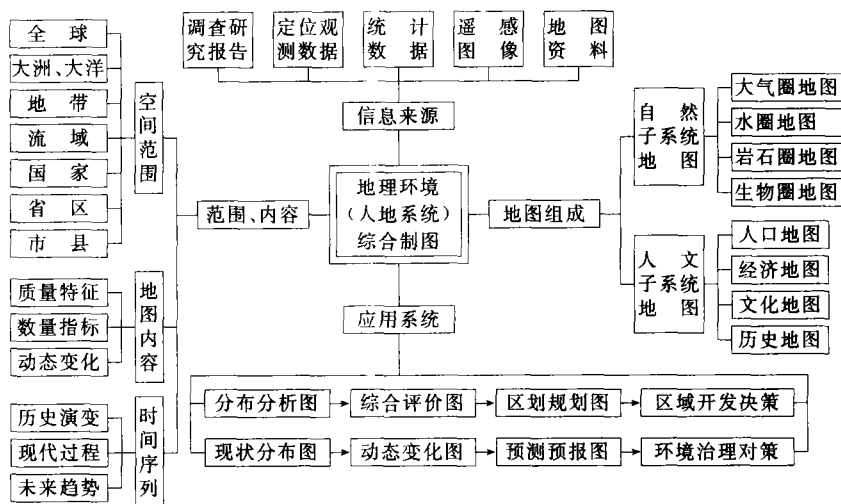 调查研
究报告
定位观
测数据
统计
数据
遥感
图像
地图
资料
信息来源
全球
大洲、大洋
地带
流域
国家
省区
市县
空间范围
质量特征
数量指标
动态变化
地图内容
历史演变
现代过程
未来趋势
时间序列
范围、内容
地理环境
（人地系统）
综合制图
地图组成
自然
子系统
地图
大气圈地图
水圈地图
岩石圈地图
生物圈地图
人文
子系统
地图
人口地图
经济地图
文化地图
历史地图
应用系统
分布分析图
综合评价图
区划规划图
区域开发决策
现状分布图
动态变化图
预测预报图
环境治理对策